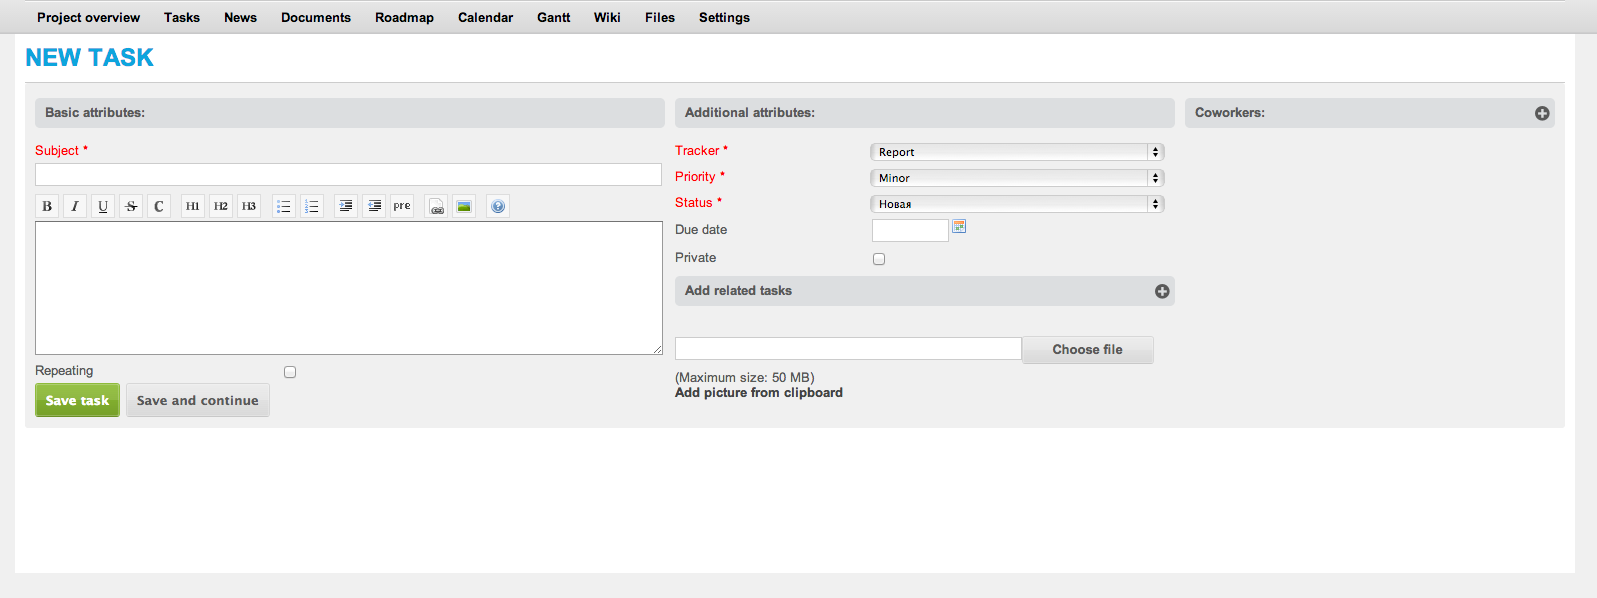 Project overview Tasks News Documents Roadmap Calendar Gantt Wiki Files Settings
NEW TASK
Basic attributes:
Subject *
B I U S C H1 H2 H3 pre
Repeating
Save task Save and continue
Additional attributes:
Tracker * Report
Priority * Minor
Status * Новая
Due date
Private
Add related tasks
Choose file
(Maximum size: 50 MB)
Add picture from clipboard
Coworkers: